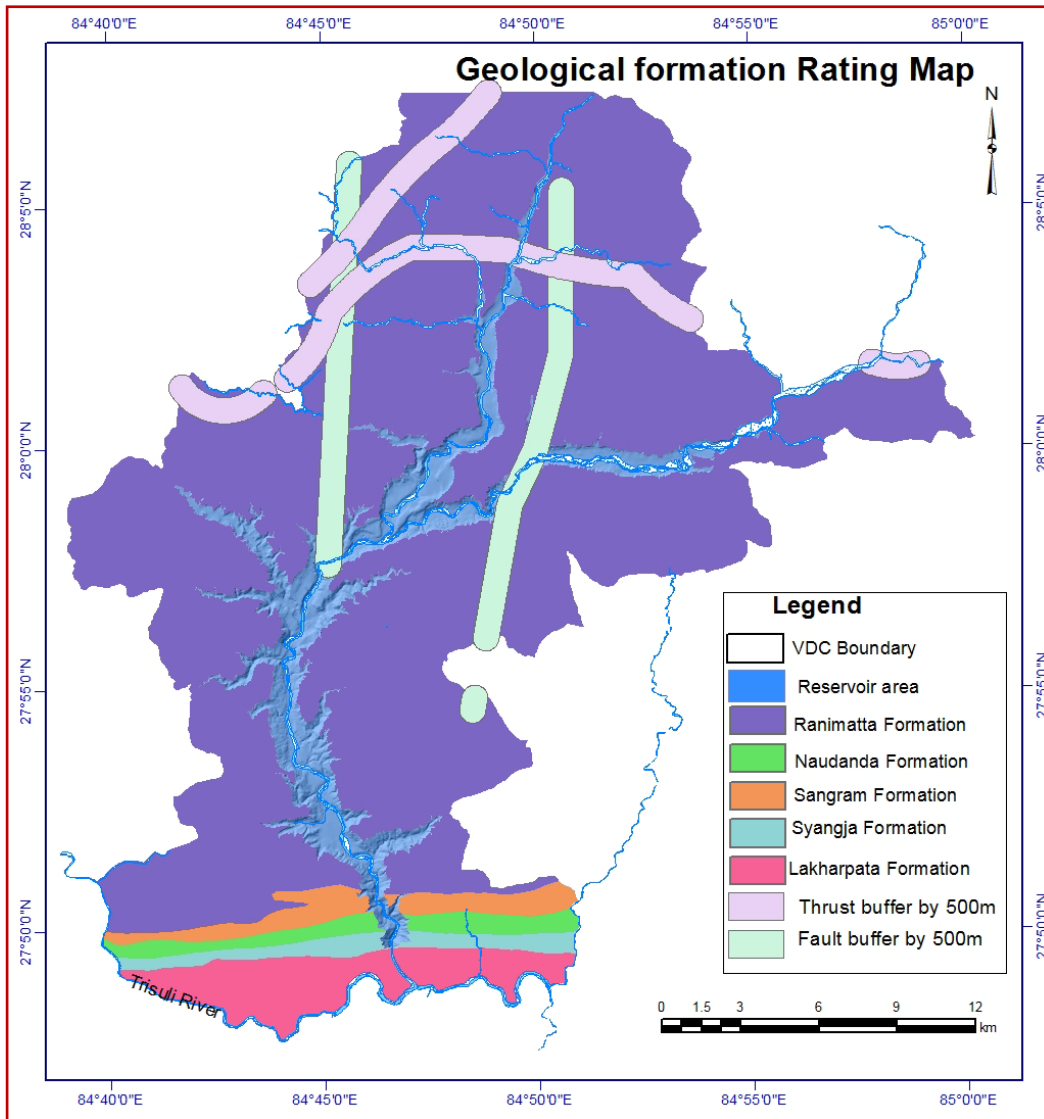 84°40'0"E 84°45'0"E 84°50'0"E 84°55'0"E 85°0'0"E
Geological formation Rating Map
N
28°5'0"N 28°5'0"N
28°0'0"N 28°0'0"N
27°55'0"N 27°55'0"N
27°50'0"N 27°50'0"N
Legend
VDC Boundary
Reservoir area
Ranimatta Formation
Naudanda Formation
Sangram Formation
Syangja Formation
Lakharpata Formation
Thrust buffer by 500m
Fault buffer by 500m
Trisuli River
0 1.5 3 6 9 12
km
84°40'0"E 84°45'0"E 84°50'0"E 84°55'0"E 85°0'0"E